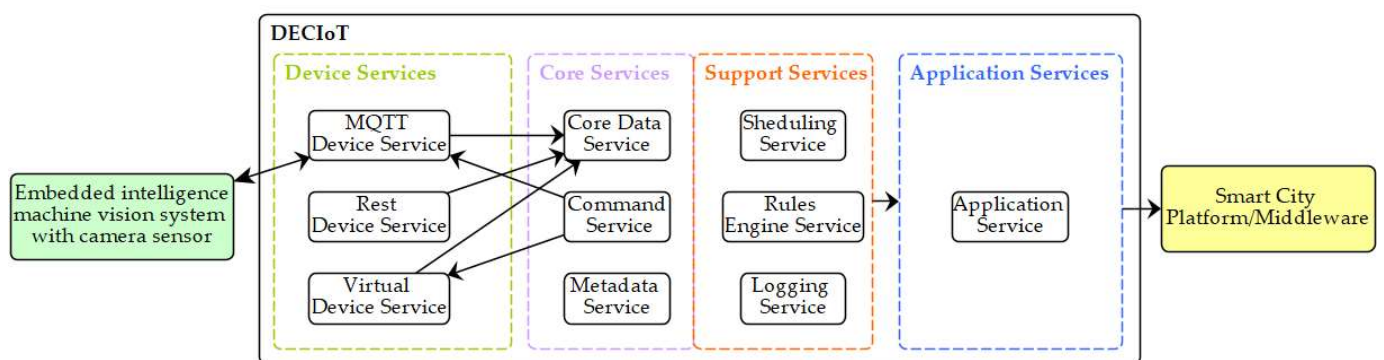 DECIoT
Device Services
Core Services
Support Services
Application Services
MQTT
Device Service
Core Data
Service
Sheduling
Service
Embedded intelligence
machine vision system
with camera sensor
Rest
Device Service
Command
Service
Rules
Engine Service
Application
Service
Smart City
Platform/Middleware
Virtual
Device Service
Metadata
Service
Logging
Service